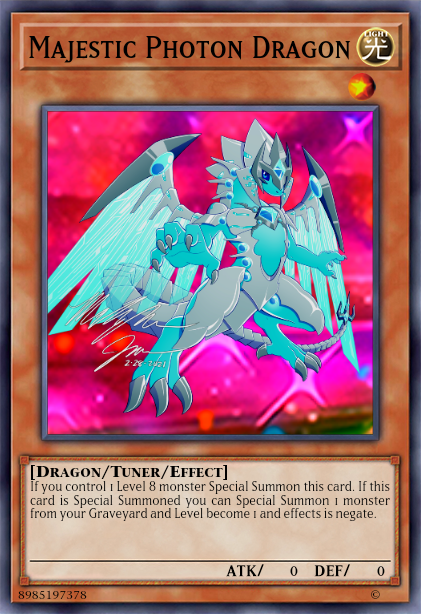 Majestic Photon Dragon
LIGHT
光
2-28-2021
[Dragon/Tuner/Effect]
If you control 1 Level 8 monster Special Summon this card. If this
card is Special Summoned you can Special Summon 1 monster
from your Graveyard and Level become 1 and effects is negate.
ATK/ 0 DEF/ 0
8985197378 ©